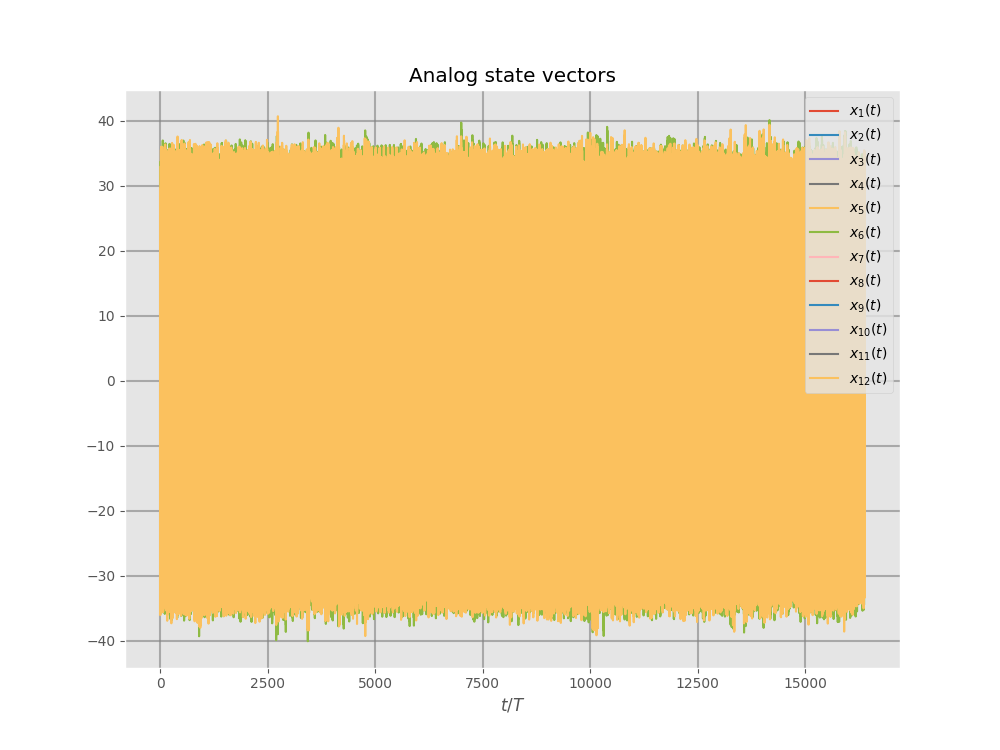 Analog state vectors
40
30
20
10
0
−10
−20
−30
−40
0 2500 5000 7500 10000 12500 15000
t/T
x₁(t)
x₂(t)
x₃(t)
x₄(t)
x₅(t)
x₆(t)
x₇(t)
x₈(t)
x₉(t)
x₁₀(t)
x₁₁(t)
x₁₂(t)